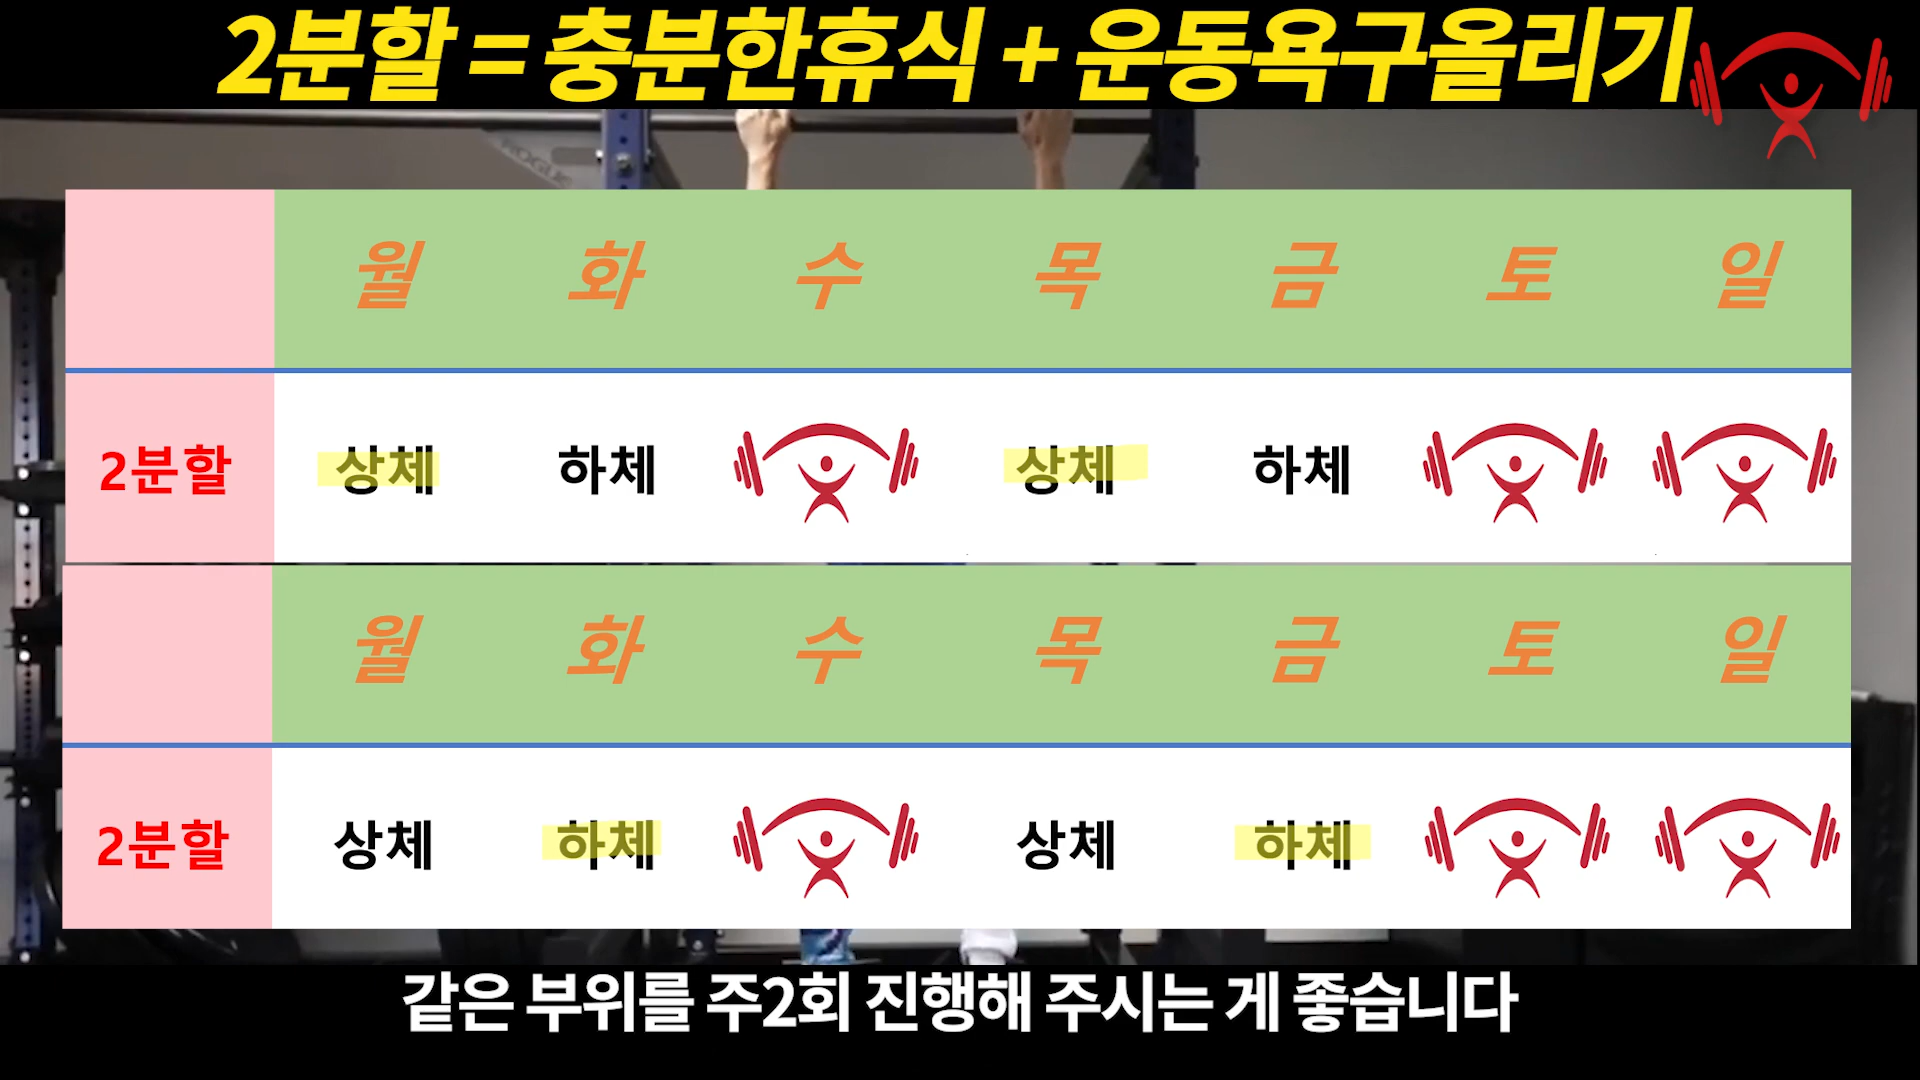 2분할 = 충분한휴식 + 운동욕구올리기
ROGUE
월 화 수 목 금 토 일
2분할 상체 하체 상체 하체
월 화 수 목 금 토 일
2분할 상체 하체 상체 하체
같은 부위를 주2회 진행해 주시는 게 좋습니다